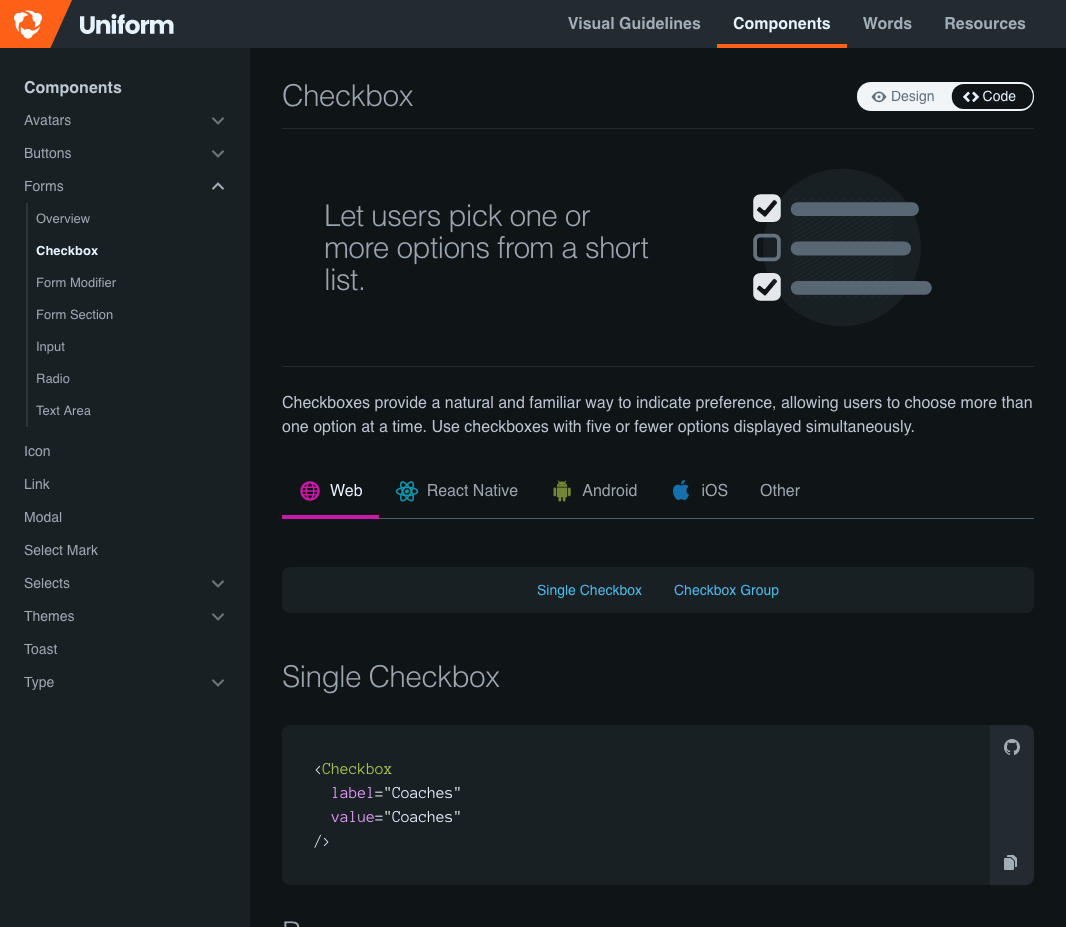 Uniform
Visual Guidelines
Components
Words
Resources
Components
Avatars
Buttons
Forms
Overview
Checkbox
Form Modifier
Form Section
Input
Radio
Text Area
Icon
Link
Modal
Select Mark
Selects
Themes
Toast
Type
Checkbox
Design
Code
Let users pick one or
more options from a short
list.
Checkboxes provide a natural and familiar way to indicate preference, allowing users to choose more than
one option at a time. Use checkboxes with five or fewer options displayed simultaneously.
Web
React Native
Android
iOS
Other
Single Checkbox
Checkbox Group
Single Checkbox
<Checkbox
label="Coaches"
value="Coaches"
/>